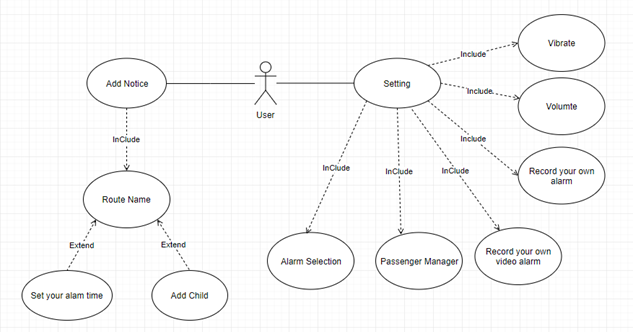 Vibrate
Include
Add Notice
Setting
Include
Volumte
User
InClude
Include
InClude
InClude
InClude
Record your own
alarm
Route Name
Extend
Extend
Alarm Selection
Passenger Manager
Record your own
video alarm
Set your alam time
Add Child